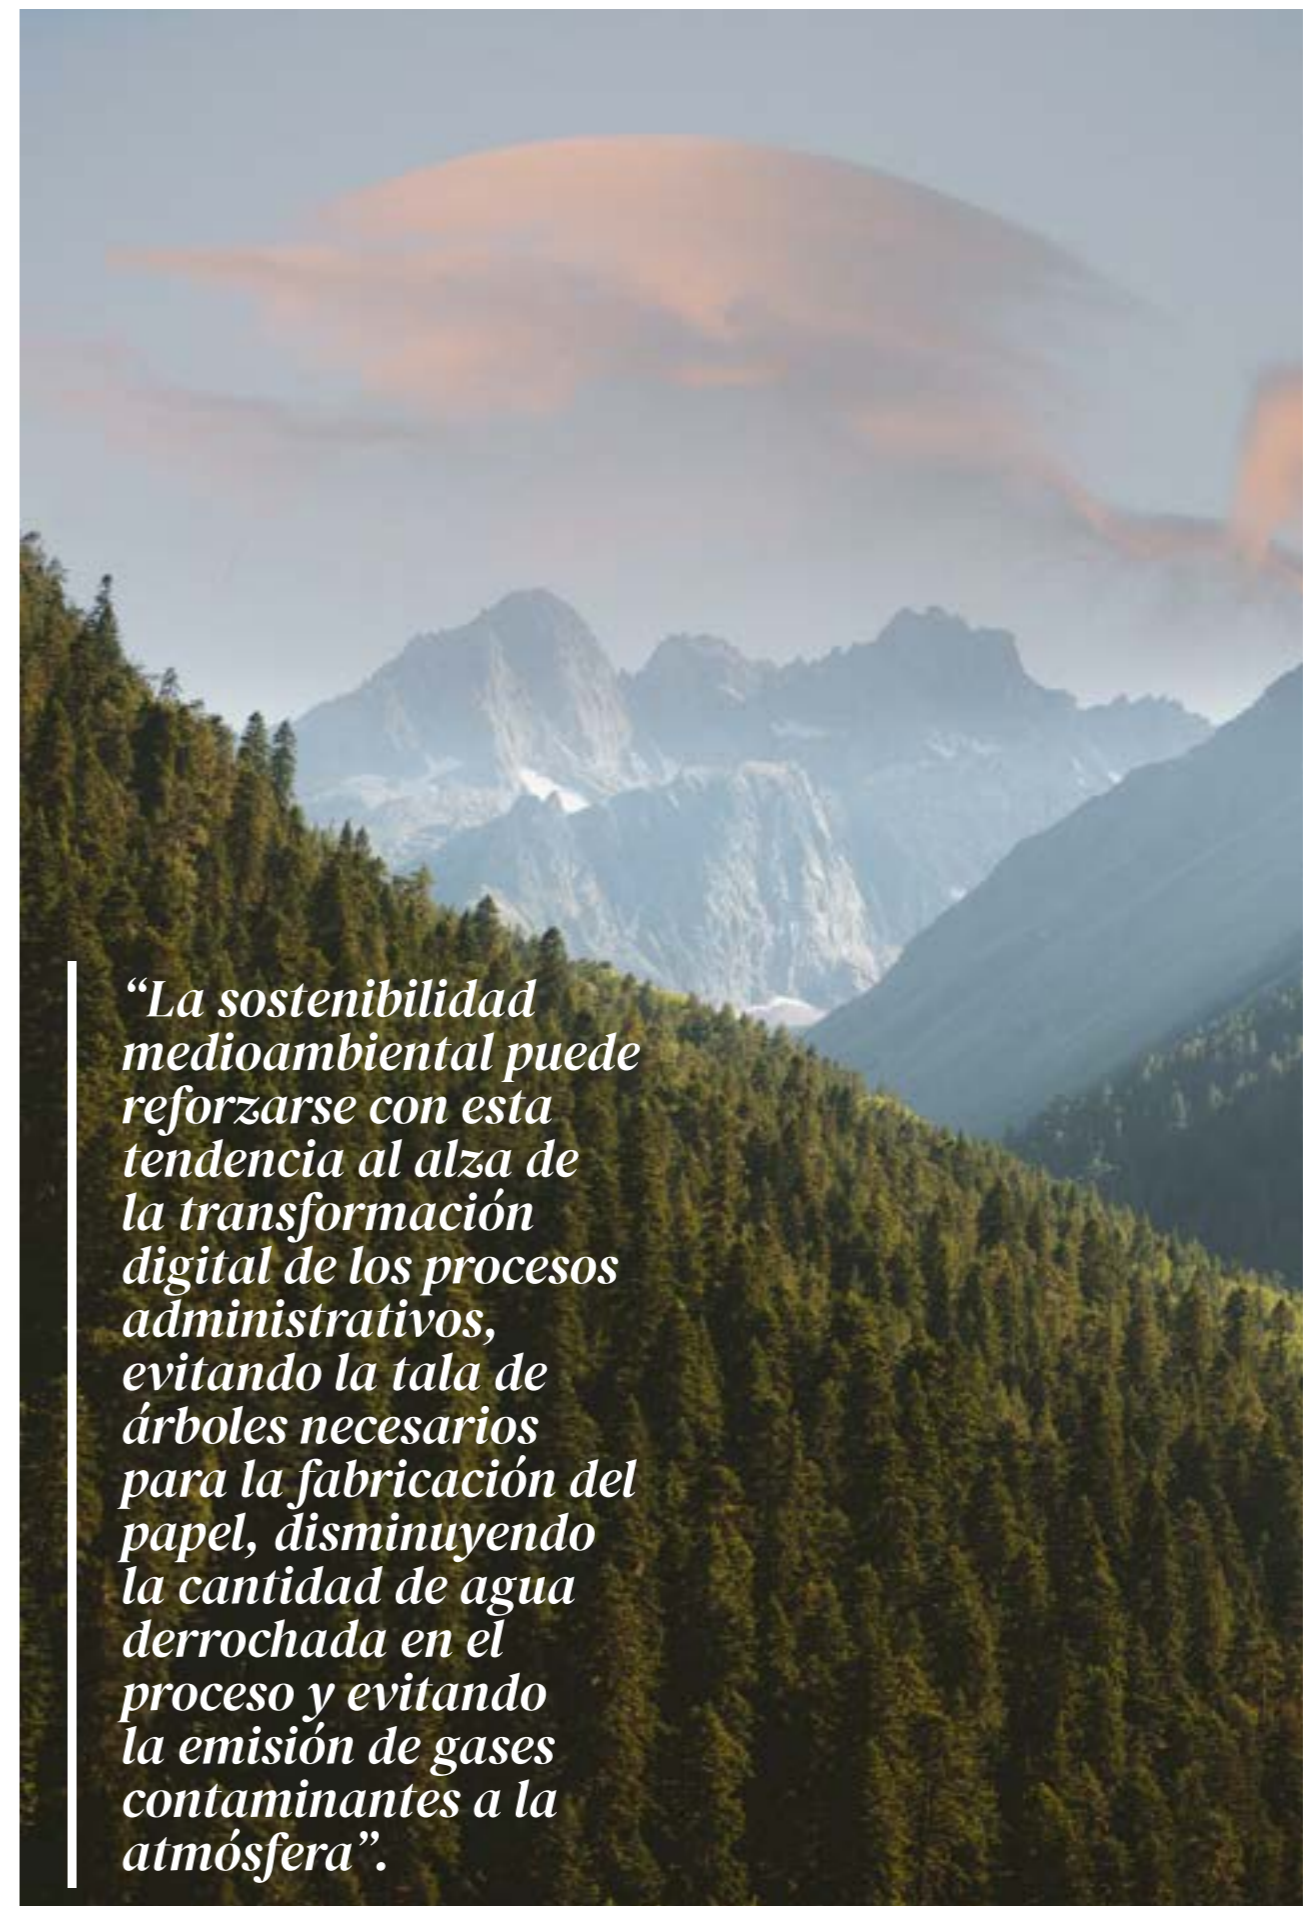 “La sostenibilidad
medioambiental puede
reforzarse con esta
tendencia al alza de
la transformación
digital de los procesos
administrativos,
evitando la tala de
árboles necesarios
para la fabricación del
papel, disminuyendo
la cantidad de agua
derrochada en el
proceso y evitando
la emisión de gases
contaminantes a la
atmósfera”.